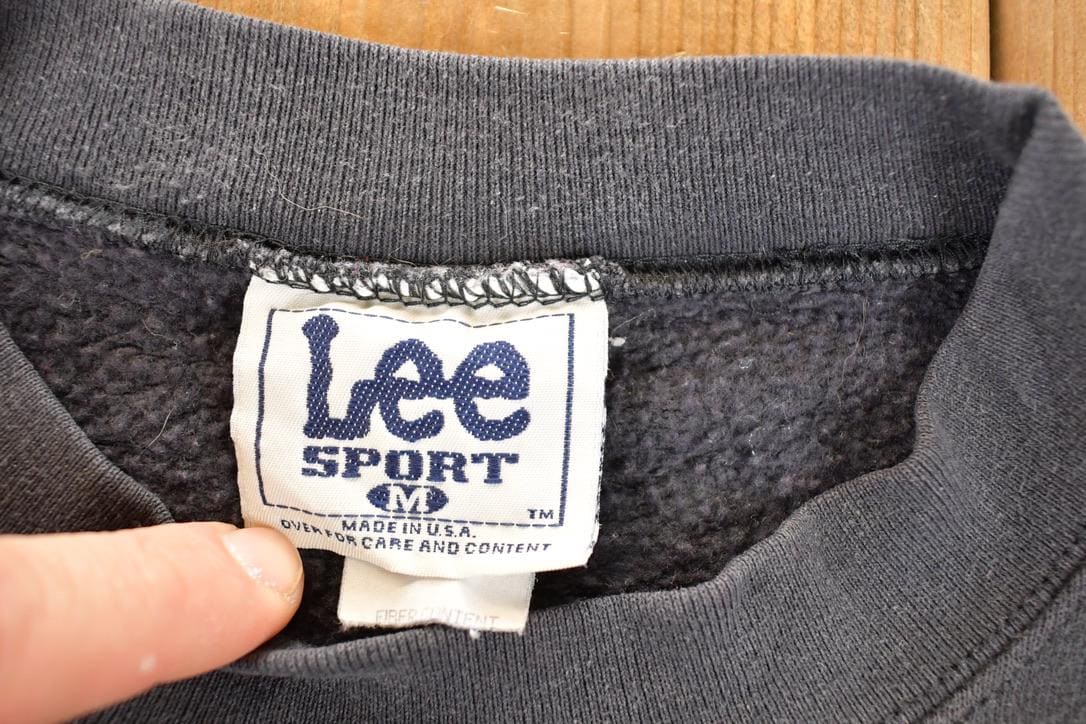 Lee
SPORT
M
TM
MADE IN U.S.A.
OVER FOR CARE AND CONTENT
FIBER CONTENT